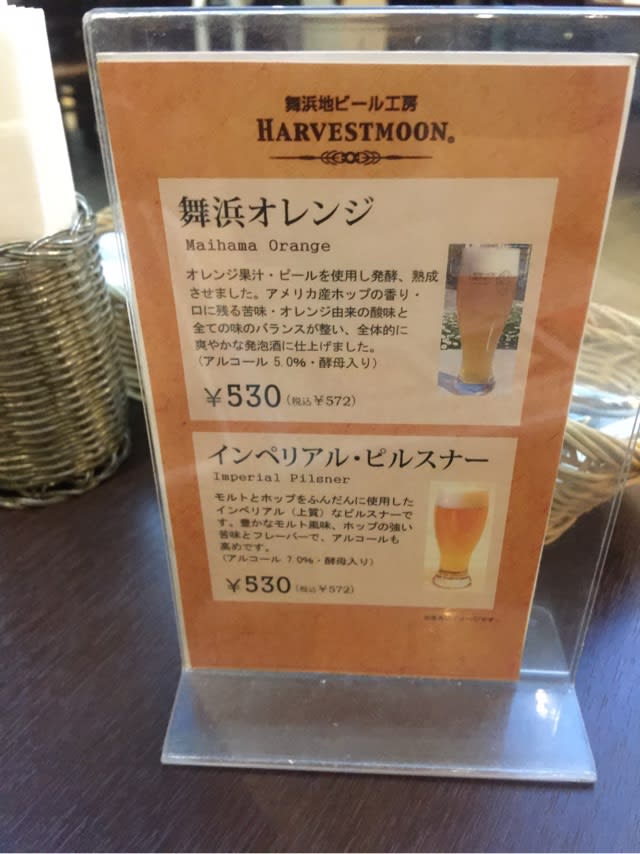 舞浜地ビール工房
HARVESTMOON®
舞浜オレンジ
Maihama Orange
オレンジ果汁・ピールを使用し発酵、熟成
させました。アメリカ産ホップの香り・
口に残る苦味・オレンジ由来の酸味と
全ての味のバランスが整い、全体的に
爽やかな発泡酒に仕上げました。
（アルコール 5.0%・酵母入り）
￥530（税込￥572）
インペリアル・ピルスナー
Imperial Pilsner
モルトとホップをふんだんに使用した
インペリアル（上質）なピルスナーで
す。豊かなモルト風味、ホップの強い
苦味とフレーバーで、アルコールも
高めです。
（アルコール 7.0%・酵母入り）
￥530（税込￥572）